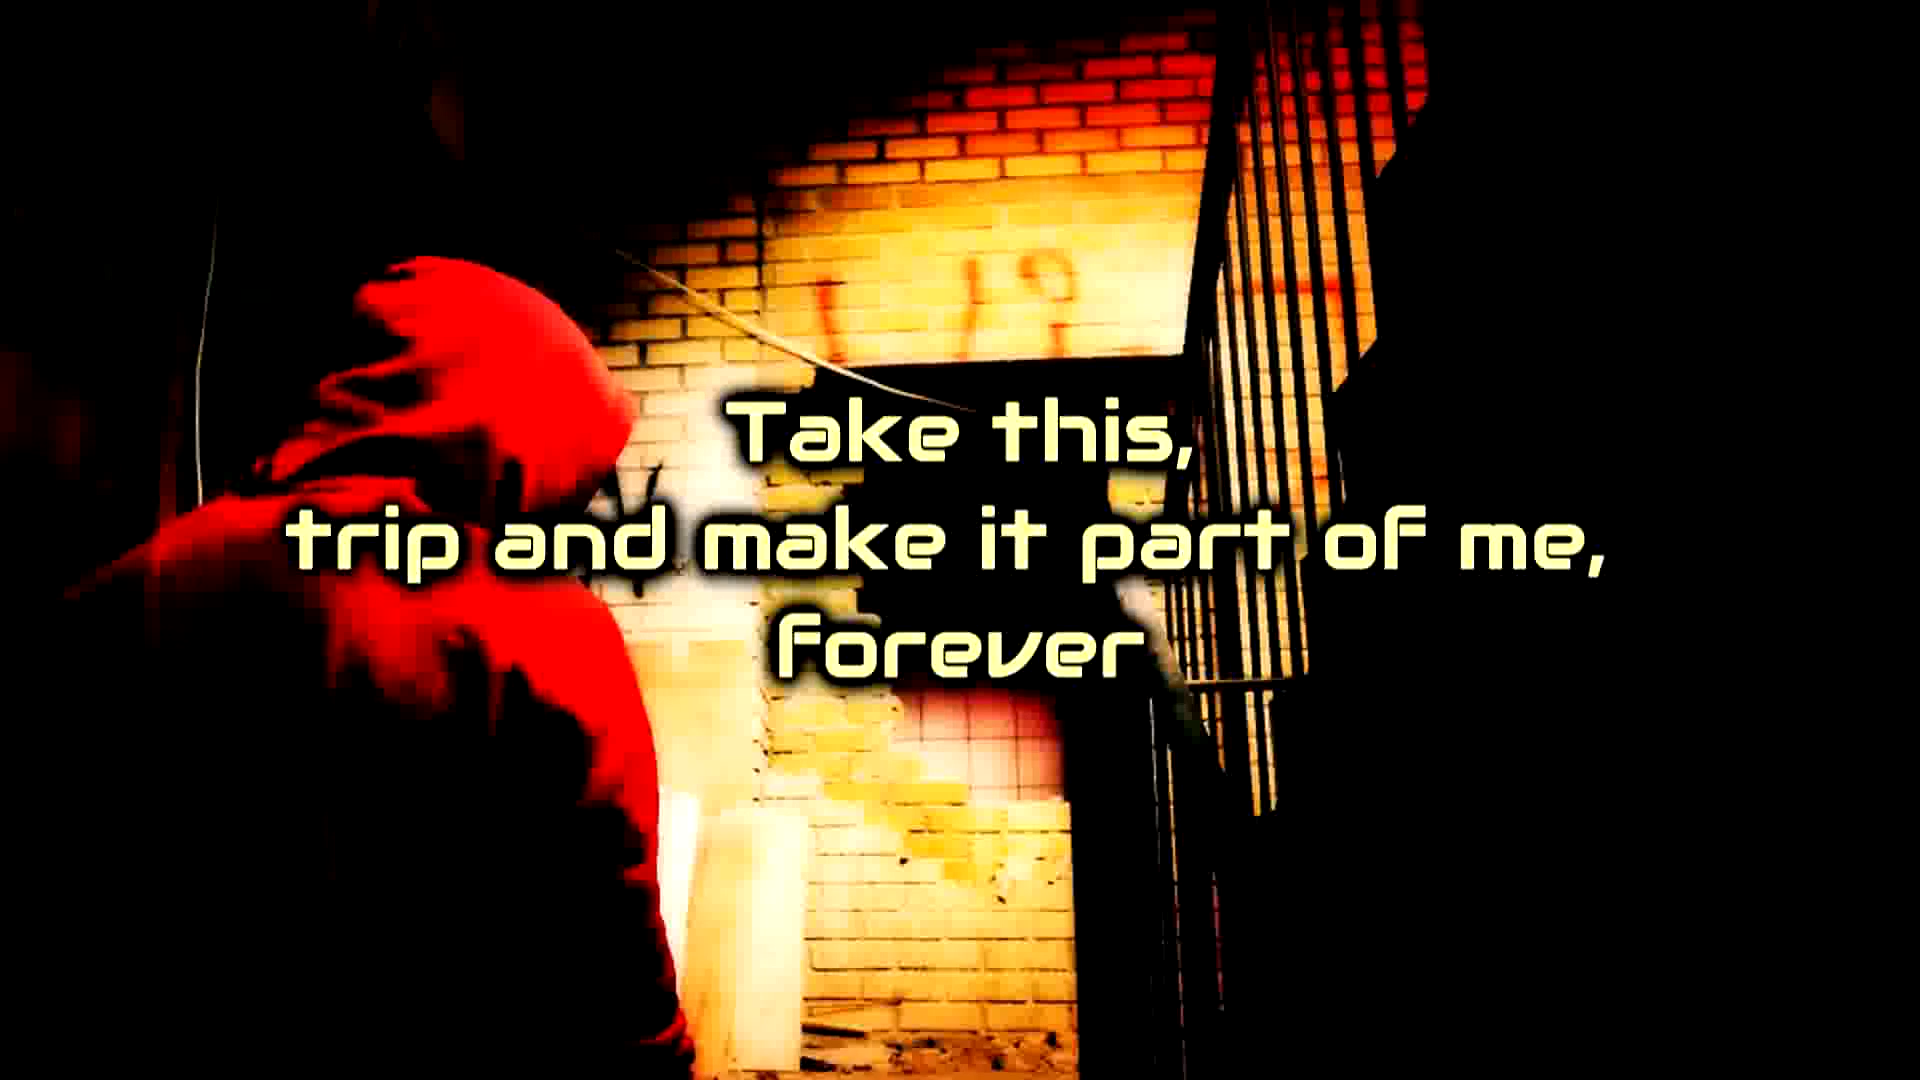 Take this,
trip and make it part of me,
forever